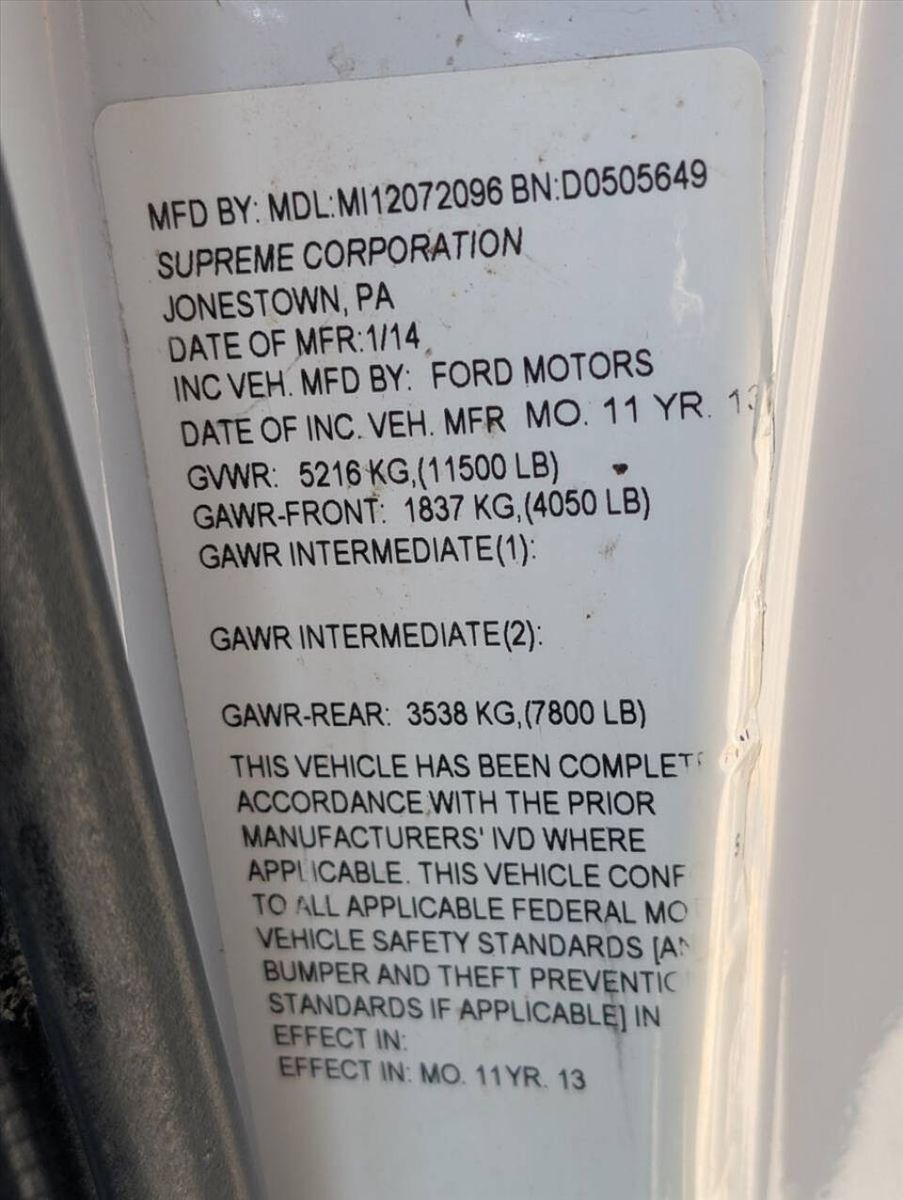 MFD BY: MDL:MI12072096 BN:D0505649
SUPREME CORPORATION
JONESTOWN, PA
DATE OF MFR:1/14
INC VEH. MFD BY: FORD MOTORS
DATE OF INC. VEH. MFR MO. 11 YR. 13
GVWR: 5216 KG,(11500 LB)
GAWR-FRONT: 1837 KG,(4050 LB)
GAWR INTERMEDIATE(1):
GAWR INTERMEDIATE(2):
GAWR-REAR: 3538 KG,(7800 LB)
THIS VEHICLE HAS BEEN
ACCORDANCE WITH THE PRIOR
MANUFACTURERS' IVD WHERE
APPLICABLE. THIS VEHICLE CONF
TO ALL APPLICABLE FEDERAL MO
VEHICLE SAFETY STANDARDS
BUMPER AND THEFT PREVENTIC
STANDARDS IF APPLICABLE] IN
EFFECT IN:
EFFECT IN: MO. 11YR. 13